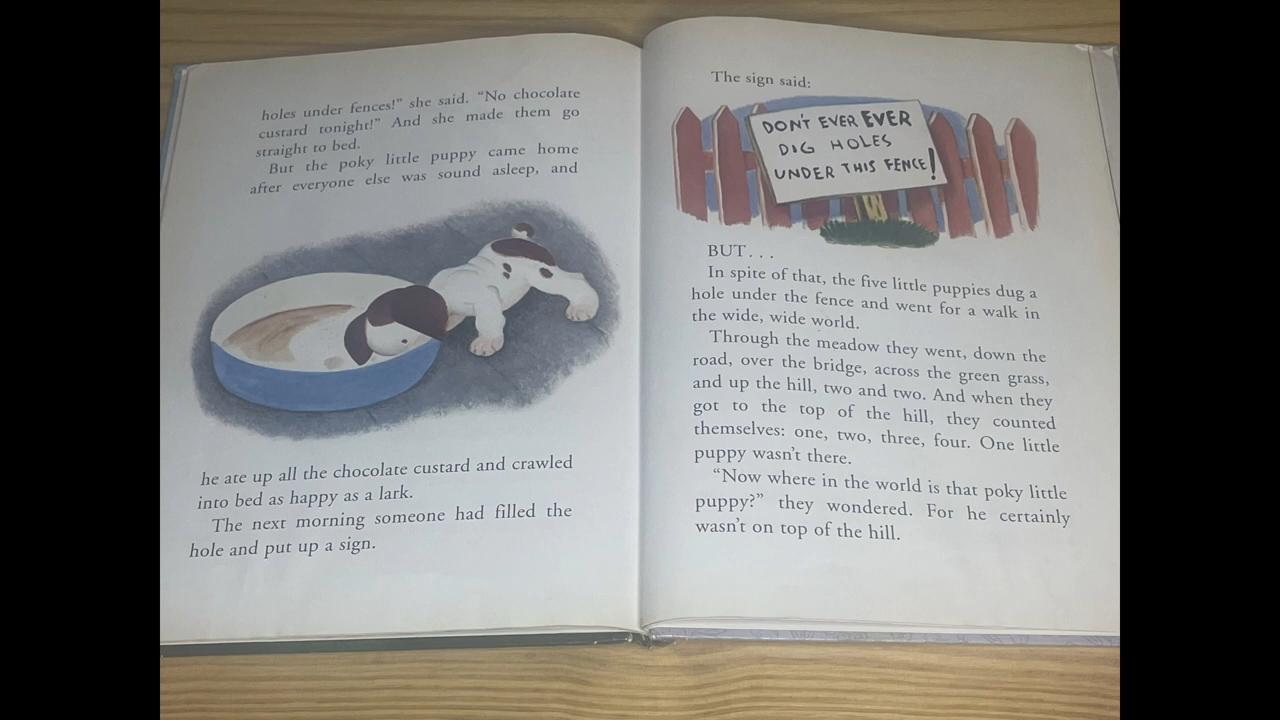 holes under fences!" she said. "No chocolate
custard tonight!" And she made them go
straight to bed.
But the poky little puppy came home
after everyone else was sound asleep, and
he ate up all the chocolate custard and crawled
into bed as happy as a lark.
The next morning someone had filled the
hole and put up a sign.
The sign said:
DON'T EVER EVER
DIG HOLES
UNDER THIS FENCE!
BUT...
In spite of that, the five little puppies dug a
hole under the fence and went for a walk in
the wide, wide world.
Through the meadow they went, down the
road, over the bridge, across the green grass,
and up the hill, two and two. And when they
got to the top of the hill, they counted
themselves: one, two, three, four. One little
puppy wasn't there.
"Now where in the world is that poky little
puppy?" they wondered. For he certainly
wasn't on top of the hill.